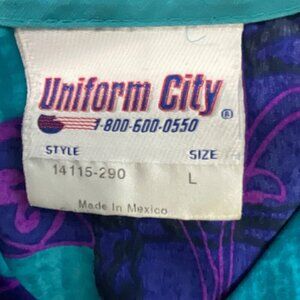 Uniform City ®
1-800-600-0550
STYLE SIZE
14115-290 L
Made In Mexico